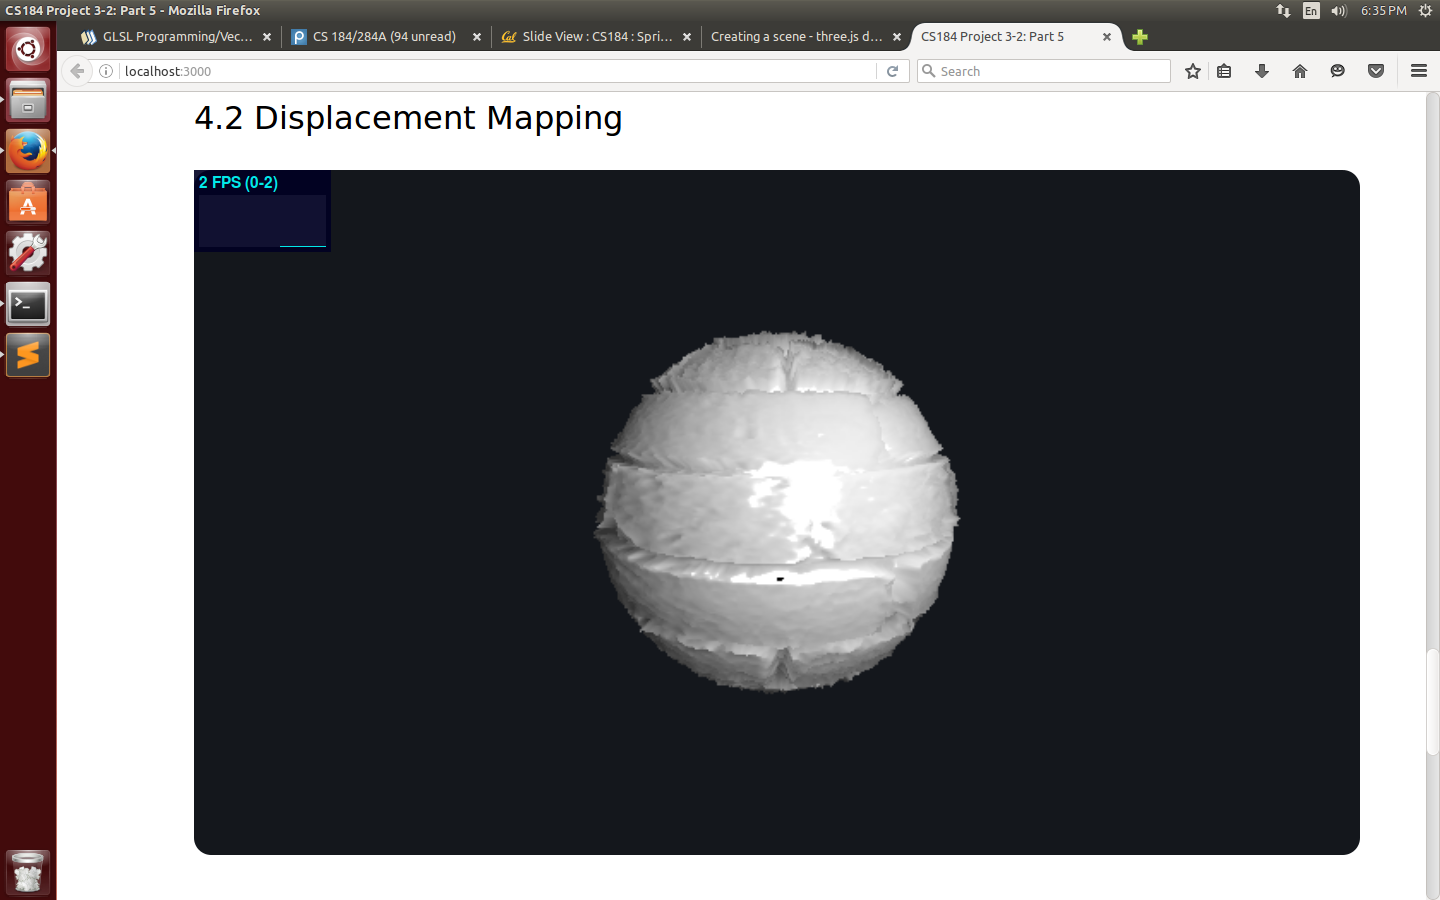 CS184 Project 3-2: Part 5 - Mozilla Firefox
En
6:35 PM
GLSL Programming/Vec...
CS 184/284A (94 unread)
Cal
Slide View : CS184 : Spri...
Creating a scene - three.js d...
CS184 Project 3-2: Part 5
localhost:3000
Search
4.2 Displacement Mapping
2 FPS (0-2)